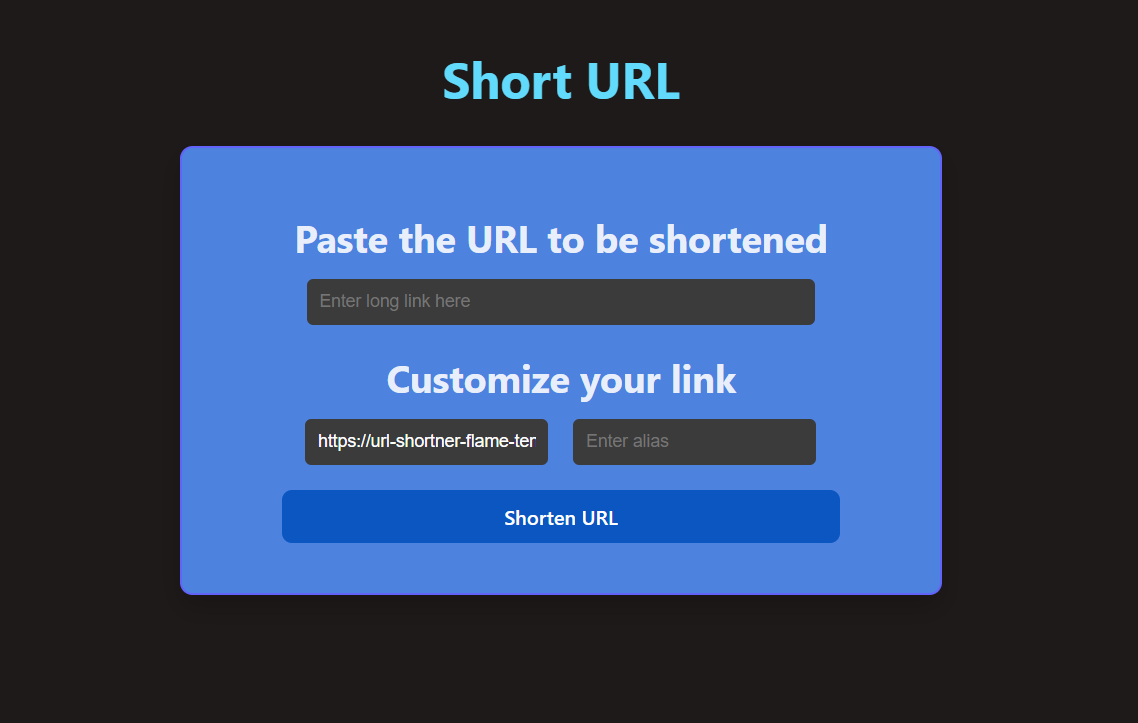 Short URL
Paste the URL to be shortened
Enter long link here
Customize your link
https://url-shortner-flame-ter Enter alias
Shorten URL